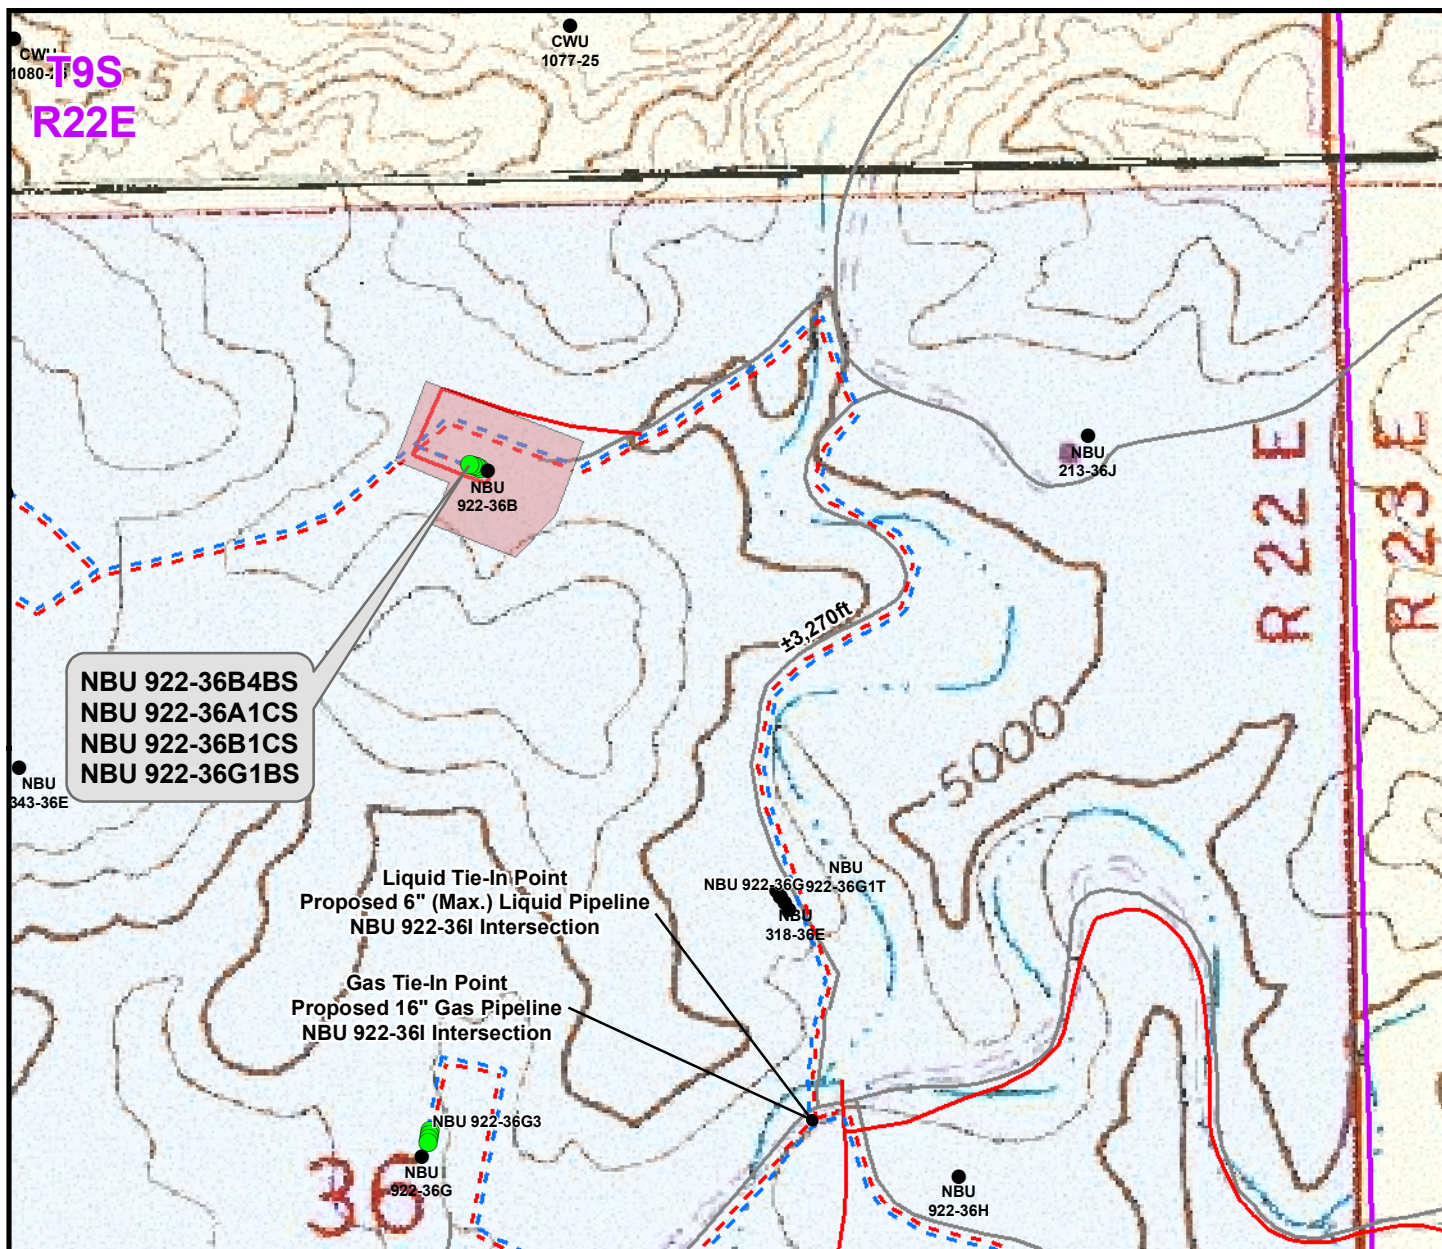 CWU
1077-25
CWU
T9S
R22E
NBU
213-36J
NBU
922-36B
R 22 E
R 23 E
±3,270ft
NBU 922-36B4BS
NBU 922-36A1CS
NBU 922-36B1CS
NBU 922-36G1BS
5000
NBU
343-36E
Liquid Tie-In Point
Proposed 6" (Max.) Liquid Pipeline
NBU 922-36I Intersection
NBU 922-36G
NBU
922-36G1T
NBU
318-36E
Gas Tie-In Point
Proposed 16" Gas Pipeline
NBU 922-36I Intersection
NBU 922-36G3
NBU
922-36G
36
NBU
922-36H